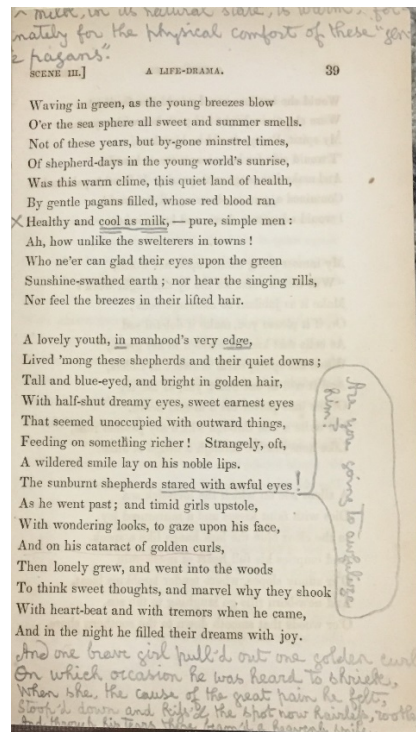 milk, in its natural state, is warm. for-
nately for the physical comfort of these "gen
e pagans".
SCENE III.] A LIFE-DRAMA. 39
Waving in green, as the young breezes blow
O'er the sea sphere all sweet and summer smells.
Not of these years, but by-gone minstrel times,
Of shepherd-days in the young world's sunrise,
Was this warm clime, this quiet land of health,
By gentle pagans filled, whose red blood ran
X Healthy and cool as milk, — pure, simple men :
Ah, how unlike the swelterers in towns !
Who ne'er can glad their eyes upon the green
Sunshine-swathed earth ; nor hear the singing rills,
Nor feel the breezes in their lifted hair.
A lovely youth, in manhood's very edge,
Lived 'mong these shepherds and their quiet downs ;
Tall and blue-eyed, and bright in golden hair,
With half-shut dreamy eyes, sweet earnest eyes
That seemed unoccupied with outward things,
Feeding on something richer ! Strangely, oft,
A wildered smile lay on his noble lips.
The sunburnt shepherds stared with awful eyes !
As he went past ; and timid girls upstole,
With wondering looks, to gaze upon his face,
And on his cataract of golden curls,
Then lonely grew, and went into the woods
To think sweet thoughts, and marvel why they shook
With heart-beat and with tremors when he came,
And in the night he filled their dreams with joy.
Are you going to
him?
And one brave girl pull'd out one golden curl
On which occasion he was heard to shriek,
When she, the cause of the great pain he felt,
Stoop'd down and kiss'd the spot now hairless,
And through his tears there beam'd a